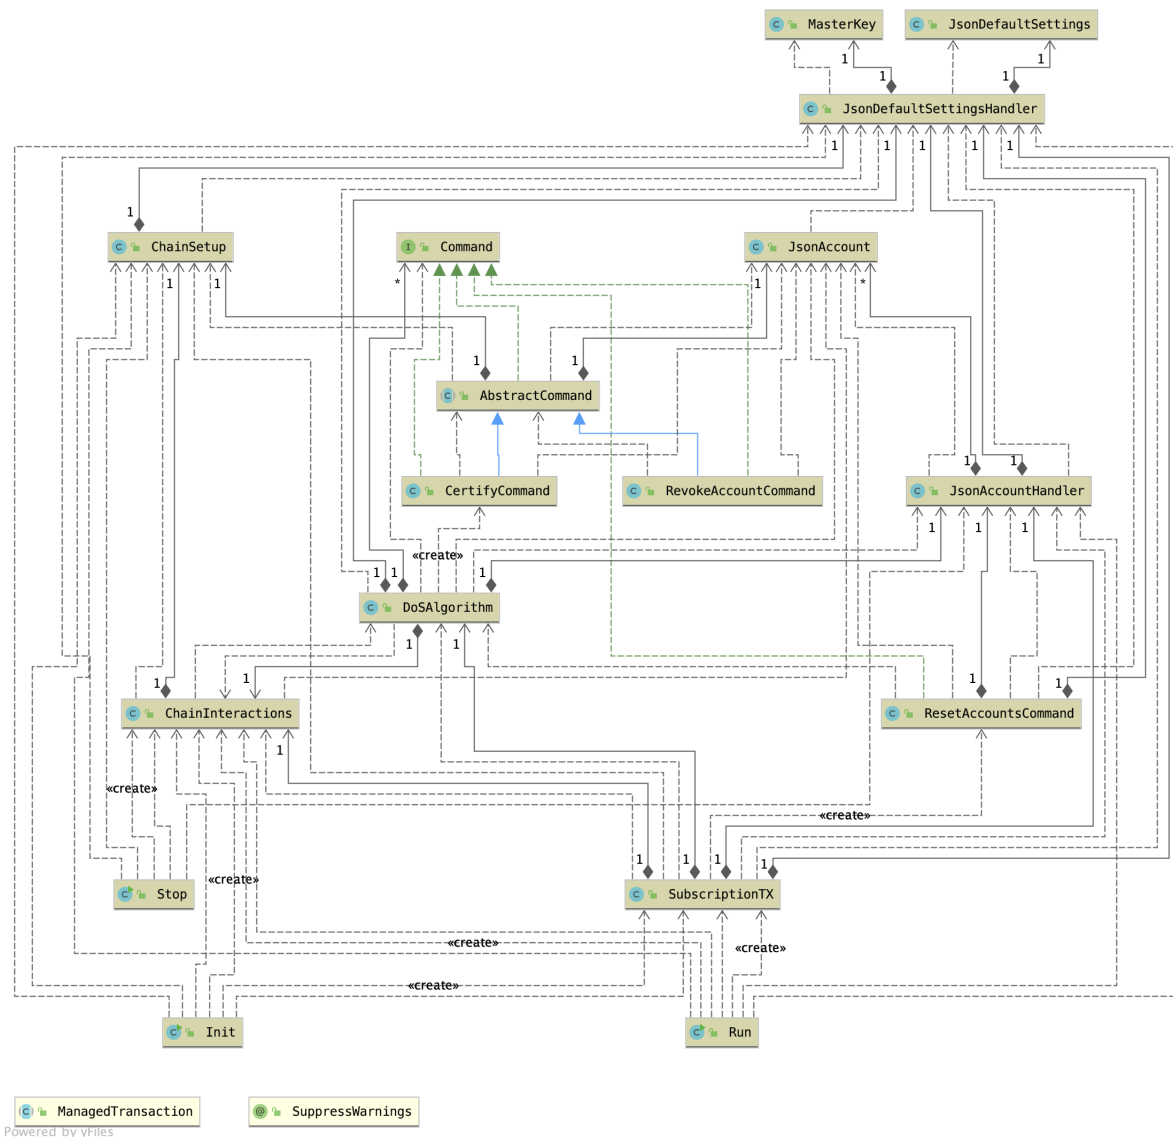 MasterKey
JsonDefaultSettings
1
1
1
1
JsonDefaultSettingsHandler
1
1
1
1
1
ChainSetup
Command
JsonAccount
1
*
1
1
*
1
1
AbstractCommand
CertifyCommand
RevokeAccountCommand
1
1
JsonAccountHandler
1
1
1
«create»
1
1
1
DoSAlgorithm
1
1
1
1
1
1
ChainInteractions
ResetAccountsCommand
1
«create»
«create»
1
1
1
1
«create»
Stop
SubscriptionTX
«create»
«create»
«create»
Init
Run
ManagedTransaction
SuppressWarnings
Powered by yFiles